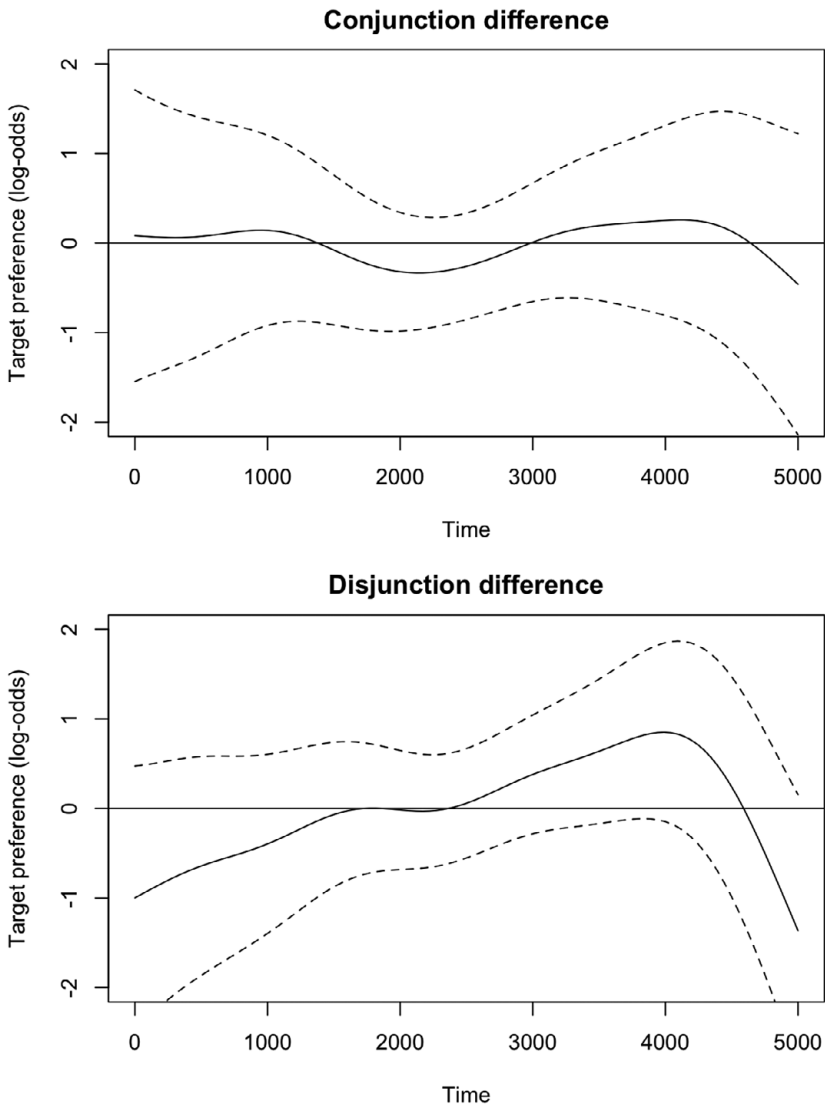 Conjunction difference
Target preference (log-odds)
2
1
0
-1
-2
0 1000 2000 3000 4000 5000
Time
Disjunction difference
Target preference (log-odds)
2
1
0
-1
-2
0 1000 2000 3000 4000 5000
Time